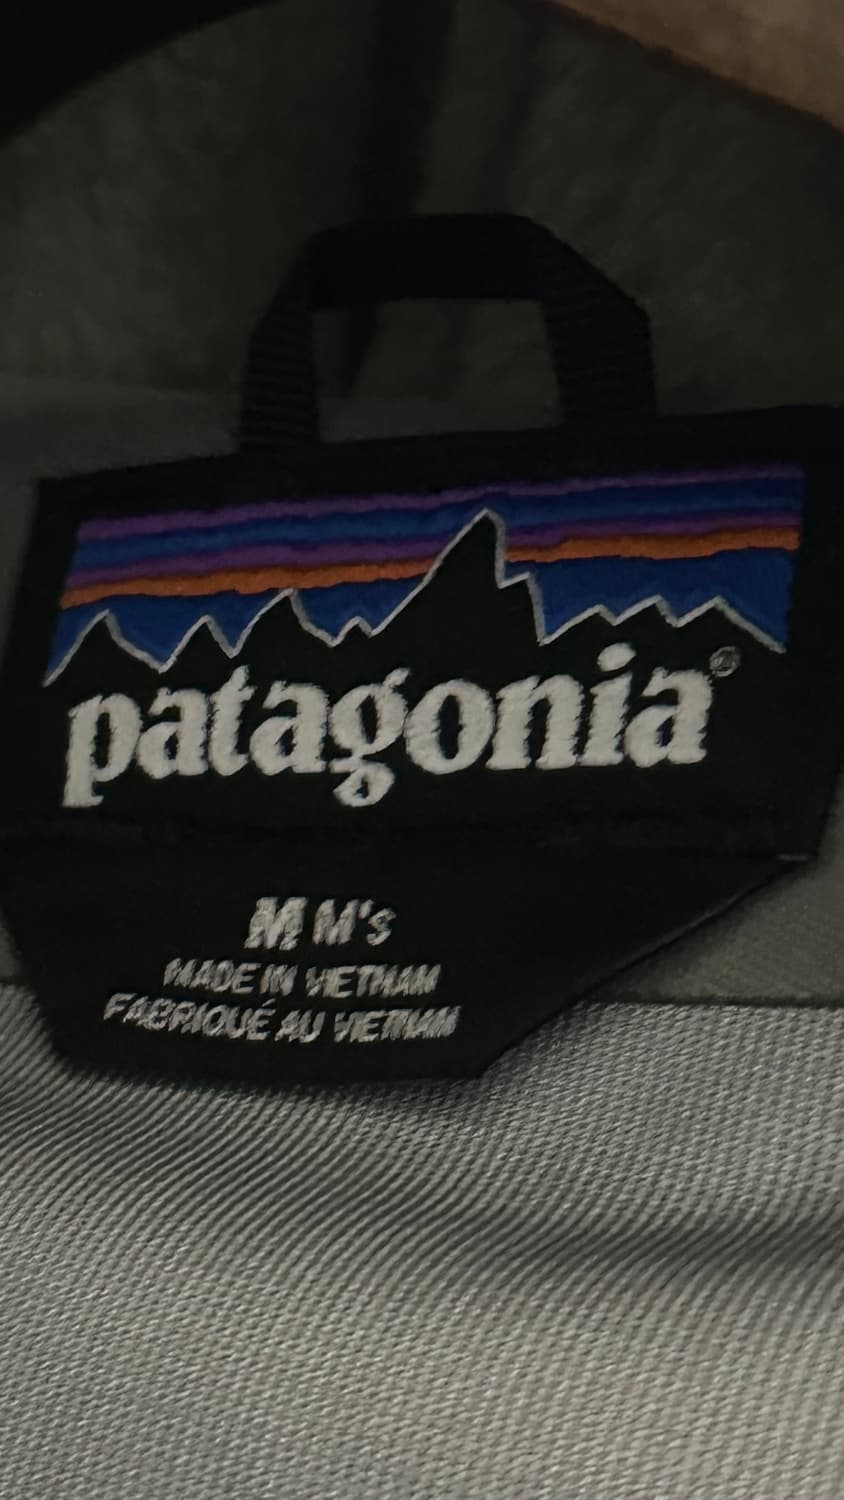 patagonia®
M M's
MADE IN VIETNAM
FABRIQUÉ AU VIETNAM